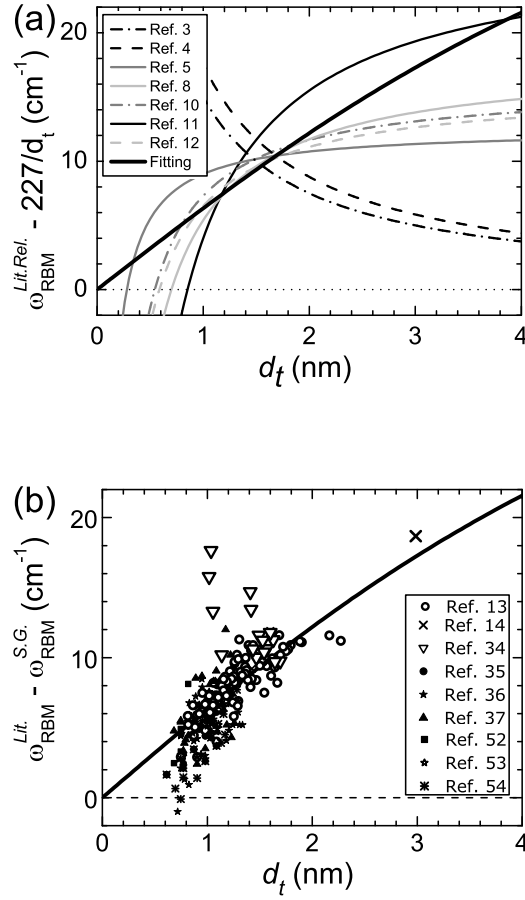 (a)
20
10
0
ω_RBM^Lit.Rel. - 227/d_t (cm^-1)
Ref. 3
Ref. 4
Ref. 5
Ref. 8
Ref. 10
Ref. 11
Ref. 12
Fitting
0 1 2 3 4
d_t (nm)
(b)
20
10
0
ω_RBM^Lit. - ω_RBM^S.G. (cm^-1)
Ref. 13
Ref. 14
Ref. 34
Ref. 35
Ref. 36
Ref. 37
Ref. 52
Ref. 53
Ref. 54
0 1 2 3 4
d_t (nm)